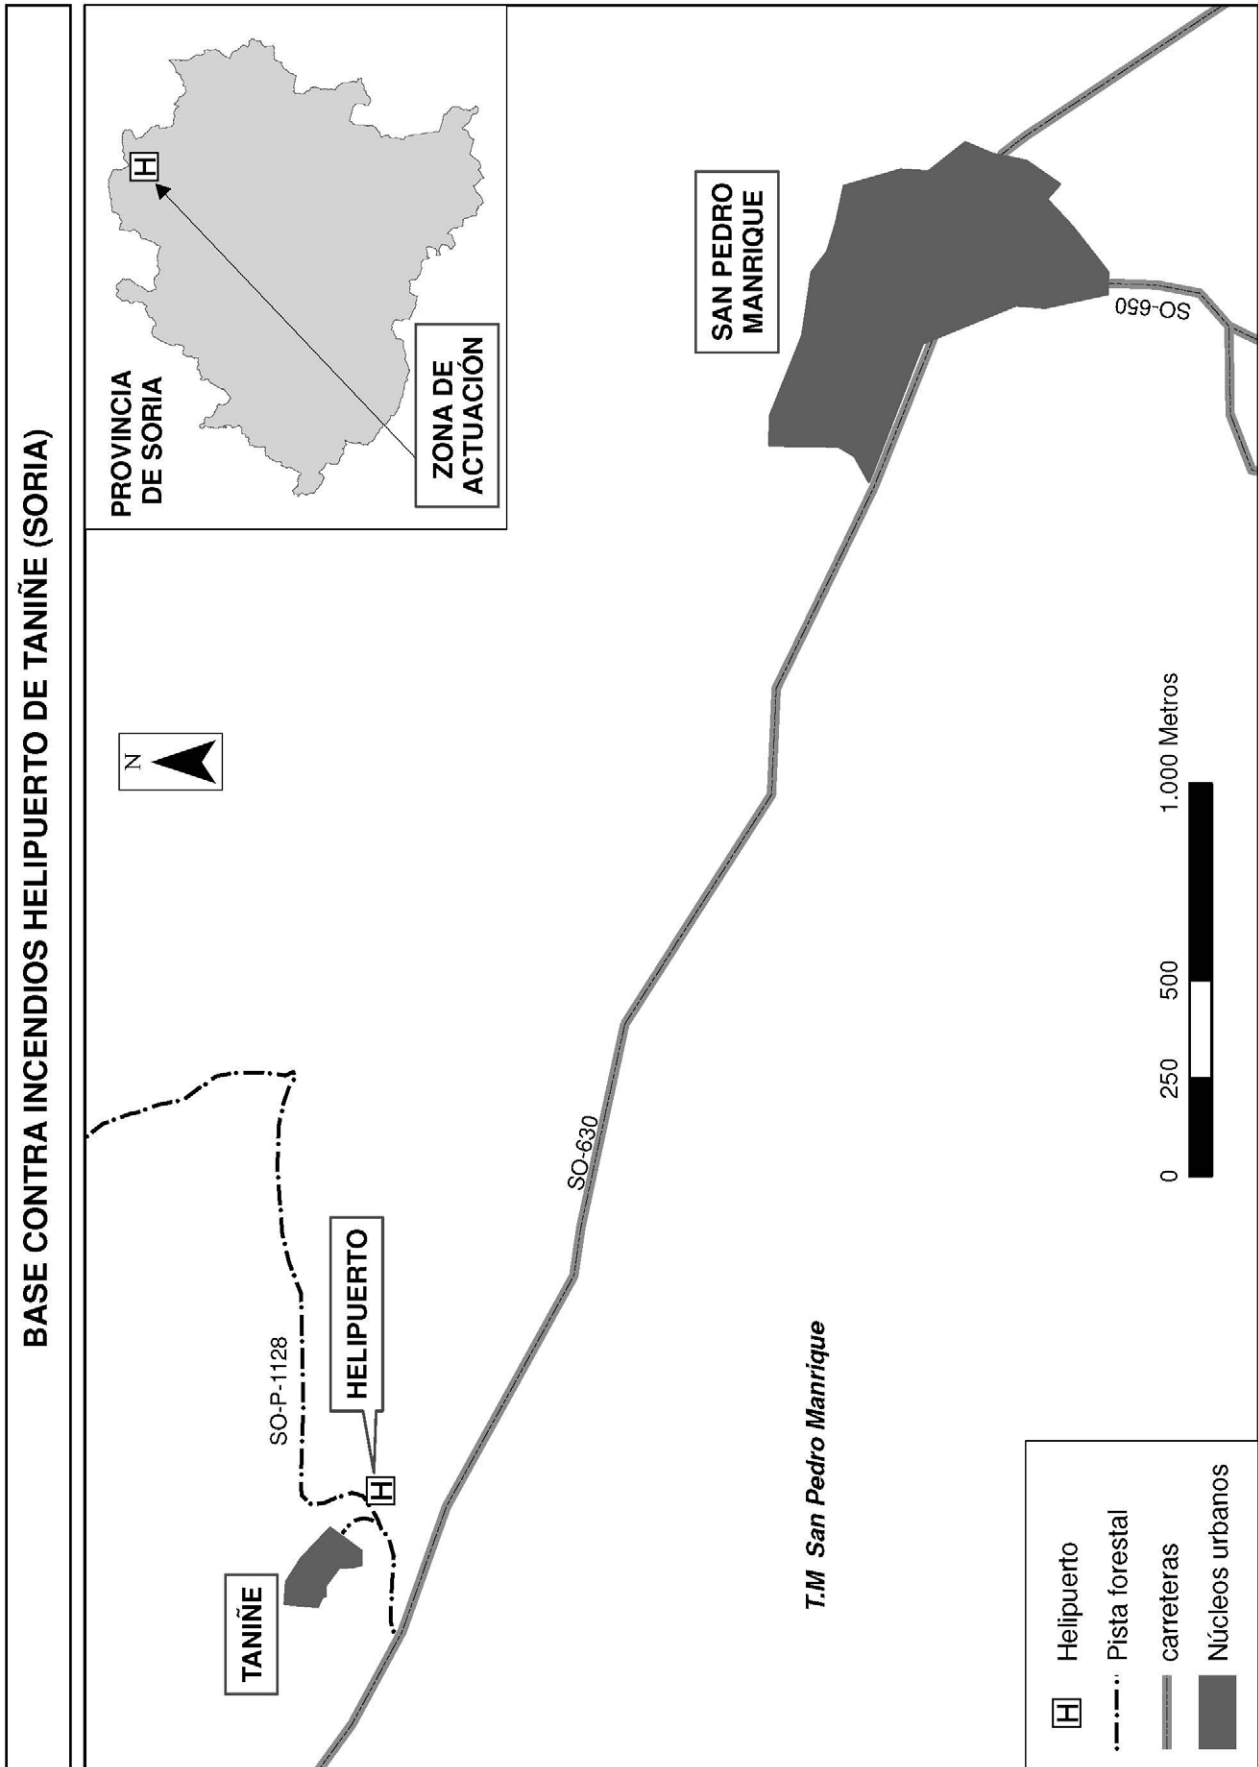 BASE CONTRA INCENDIOS HELIPUERTO DE TANIÑE (SORIA)
N
PROVINCIA
DE SORIA
H
ZONA DE
ACTUACIÓN
TANIÑE
SO-P-1128
H
HELIPUERTO
SO-630
SAN PEDRO
MANRIQUE
SO-650
T.M San Pedro Manrique
H Helipuerto
Pista forestal
carreteras
Núcleos urbanos
0 250 500 1.000 Metros